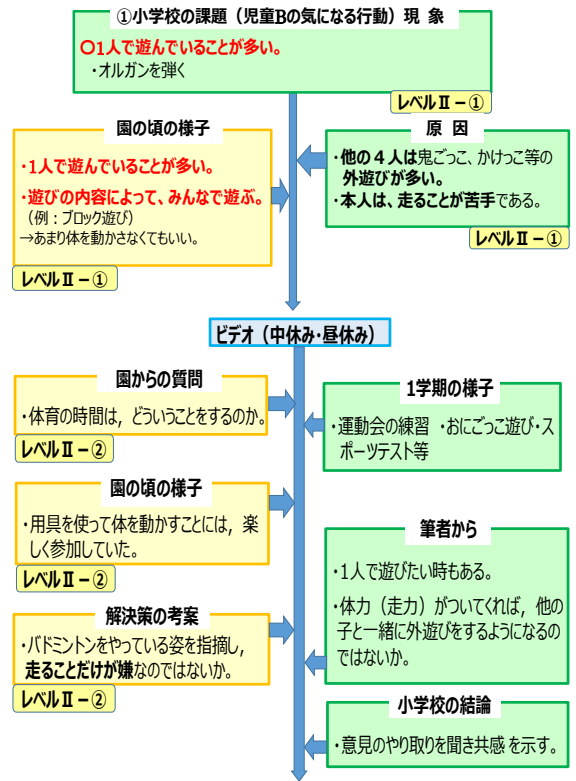 ①小学校の課題（児童Bの気になる行動）現 象
〇1人で遊んでいることが多い。
・オルガンを弾く
レベルⅡ－①
園の頃の様子
・1人で遊んでいることが多い。
・遊びの内容によって、みんなで遊ぶ。
（例：ブロック遊び）
→あまり体を動かさなくてもいい。
レベルⅡ－①
原 因
・他の４人は鬼ごっこ、かけっこ等の
外遊びが多い。
・本人は、走ることが苦手である。
レベルⅡ－①
ビデオ（中休み・昼休み）
園からの質問
・体育の時間は，どういうことをするのか。
レベルⅡ－②
1学期の様子
・運動会の練習 ・おにごっこ遊び・ス
ポーツテスト等
園の頃の様子
・用具を使って体を動かすことには，楽
しく参加していた。
レベルⅡ－②
筆者から
・1人で遊びたい時もある。
・体力（走力）がついてくれば，他の
子と一緒に外遊びをするようになるの
ではないか。
解決策の考案
・バドミントンをやっている姿を指摘し，
走ることだけが嫌なのではないか。
レベルⅡ－②
小学校の結論
・意見のやり取りを聞き共感 を示す。